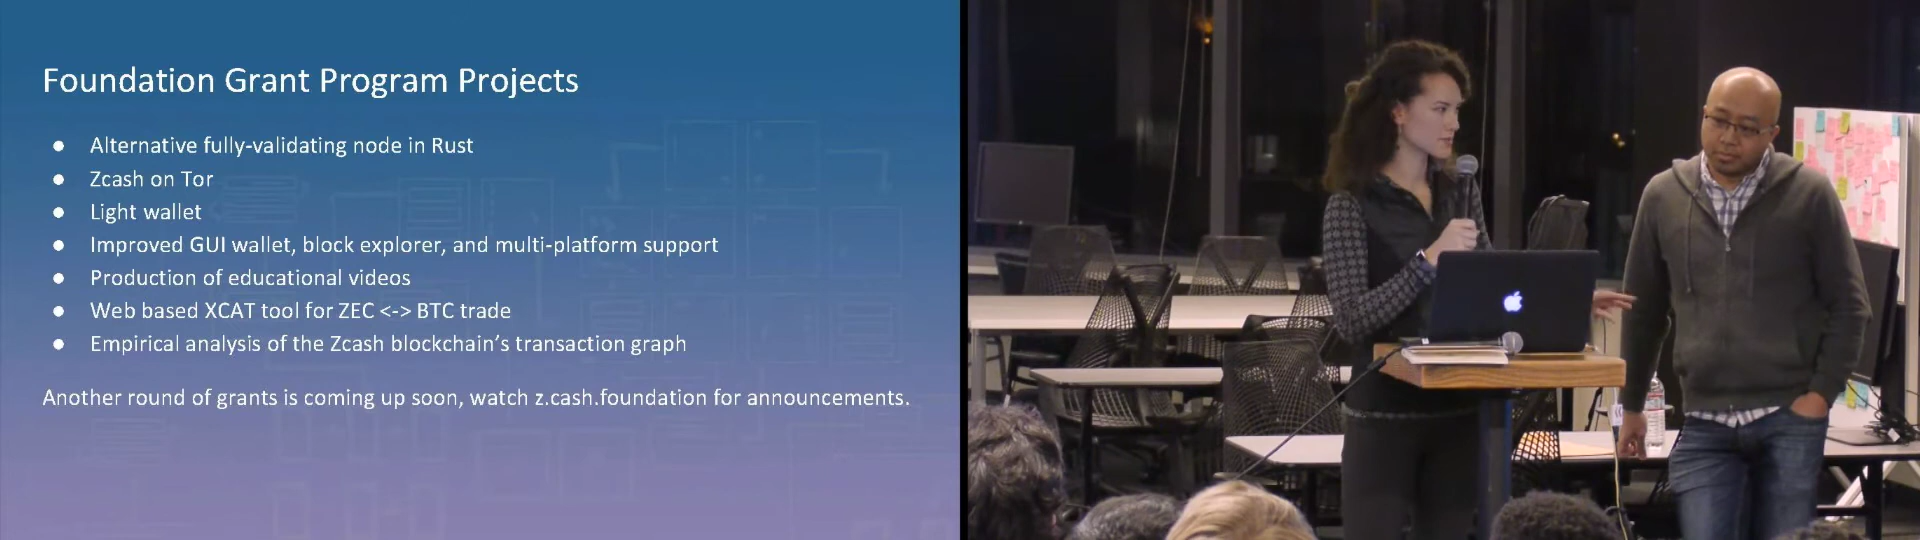 Foundation Grant Program Projects
● Alternative fully-validating node in Rust
● Zcash on Tor
● Light wallet
● Improved GUI wallet, block explorer, and multi-platform support
● Production of educational videos
● Web based XCAT tool for ZEC <-> BTC trade
● Empirical analysis of the Zcash blockchain's transaction graph
Another round of grants is coming up soon, watch z.cash.foundation for announcements.